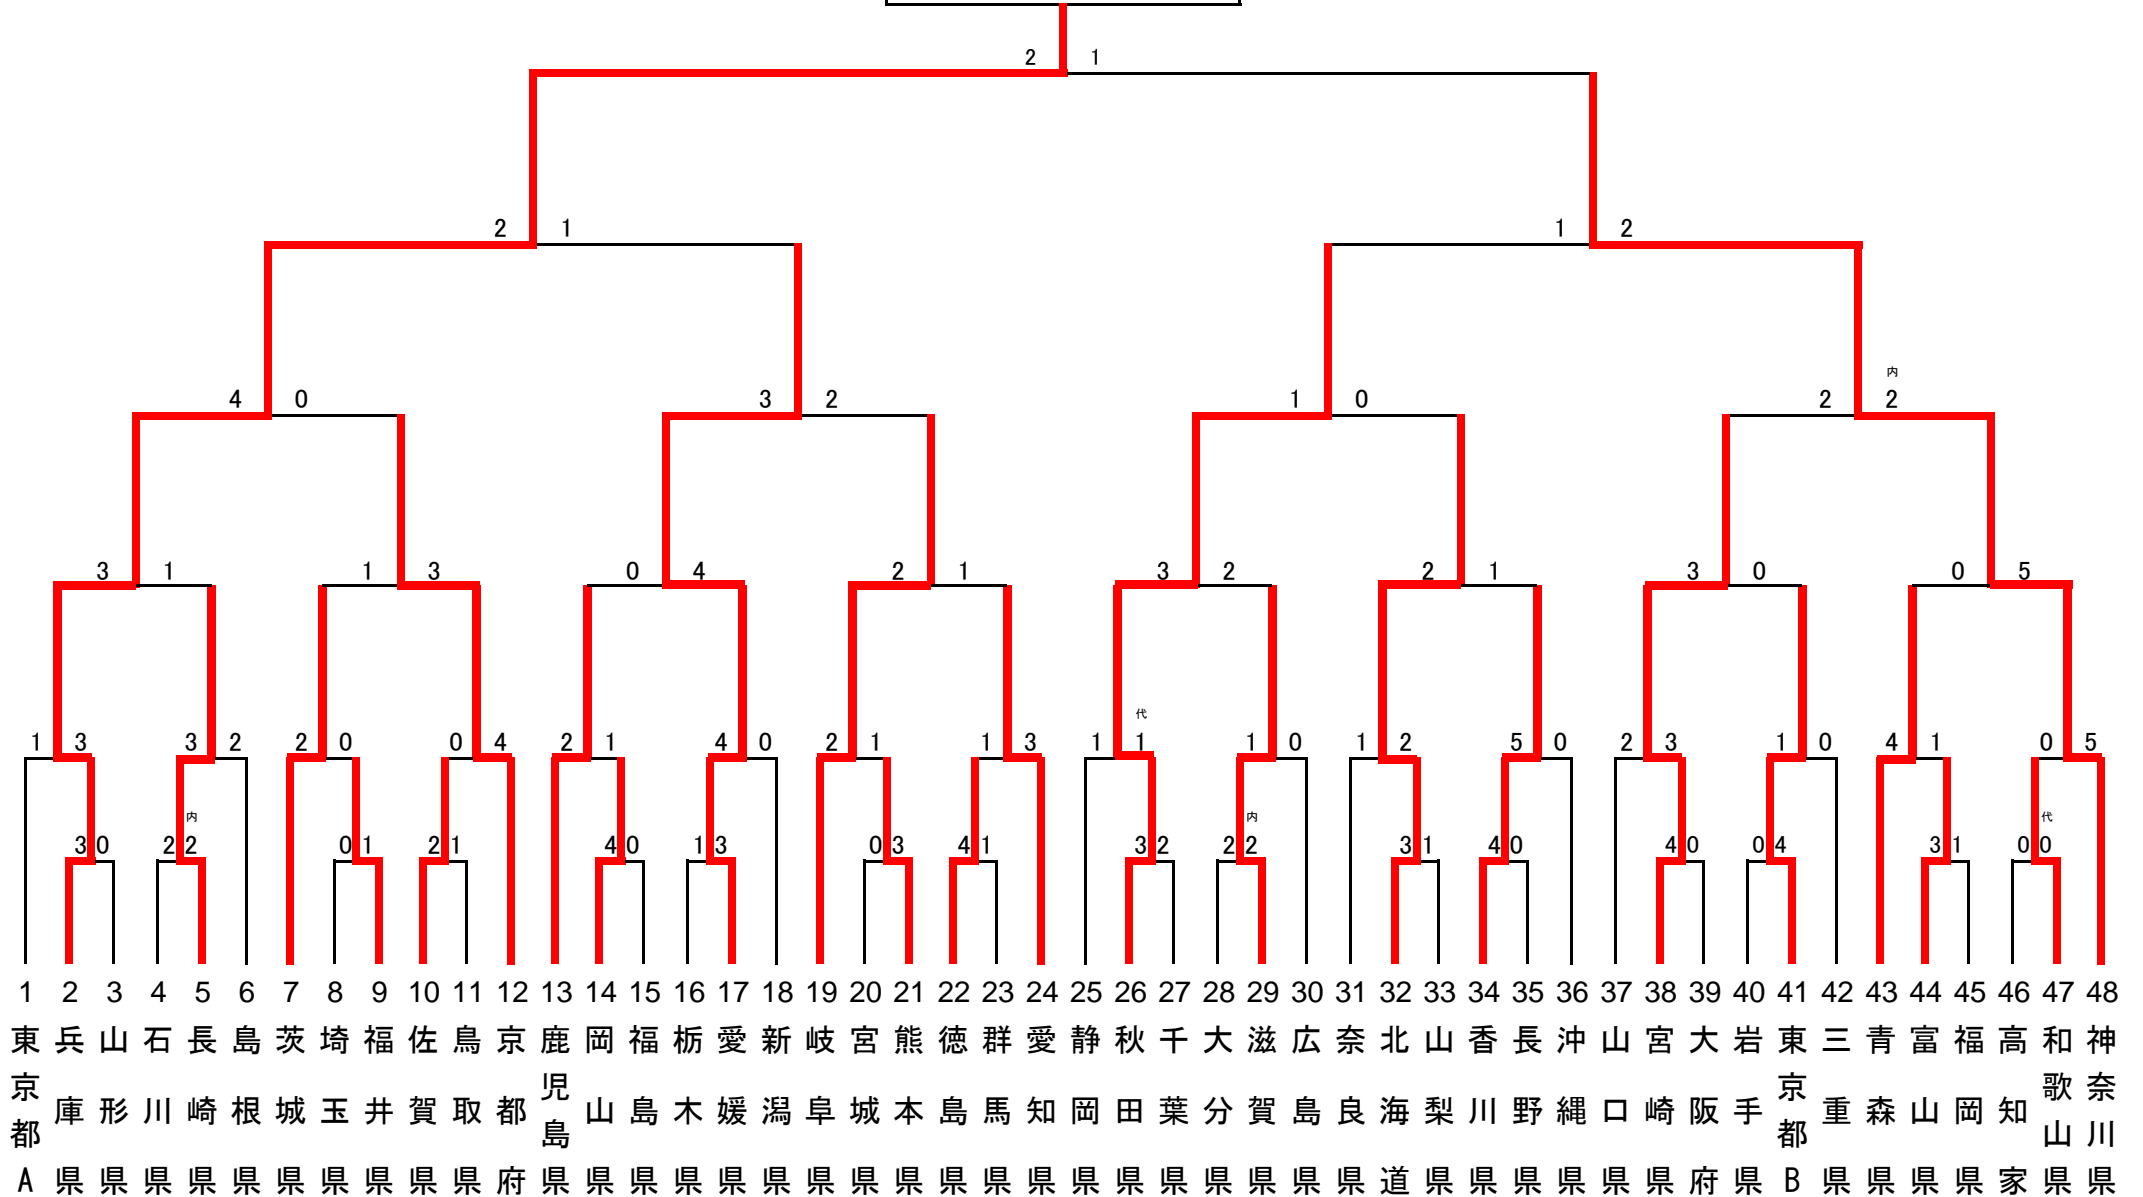 2 1
2 1 1 2
内
4 0 3 2 1 0 2 2
3 1 1 3 0 4 2 1 3 2 2 1 3 0 0 5
代
1 3 3 2 2 0 0 4 2 1 4 0 2 1 1 3 1 1 1 0 1 2 5 0 2 3 1 0 4 1 0 5
内 内 代
3 0 2 2 0 1 2 1 4 0 1 3 0 3 4 1 3 2 2 2 3 1 4 0 4 0 0 4 3 1 0 0
1 2 3 4 5 6 7 8 9 10 11 12 13 14 15 16 17 18 19 20 21 22 23 24 25 26 27 28 29 30 31 32 33 34 35 36 37 38 39 40 41 42 43 44 45 46 47 48
東京都A
兵庫県
山形県
石川県
長崎県
島根県
茨城県
埼玉県
福井県
佐賀県
鳥取県
京都府
鹿児島県
岡山県
福島県
栃木県
愛媛県
新潟県
岐阜県
宮城県
熊本県
徳島県
群馬県
愛知県
静岡県
秋田県
千葉県
大分県
滋賀県
広島県
奈良県
北海道
山梨県
香川県
長野県
沖縄県
山口県
宮崎県
大阪府
岩手県
東京都B
三重県
青森県
富山県
福岡県
高知家
和歌山県
神奈川県